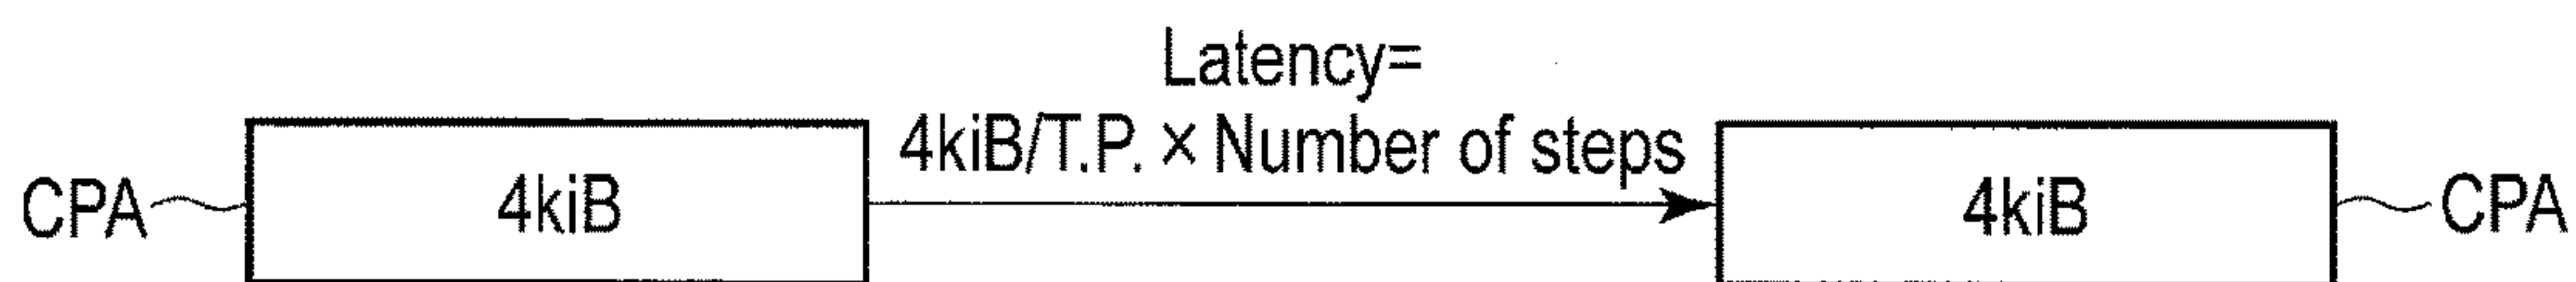 Latency=
4kiB/T.P. × Number of steps
CPA 4kiB 4kiB CPA